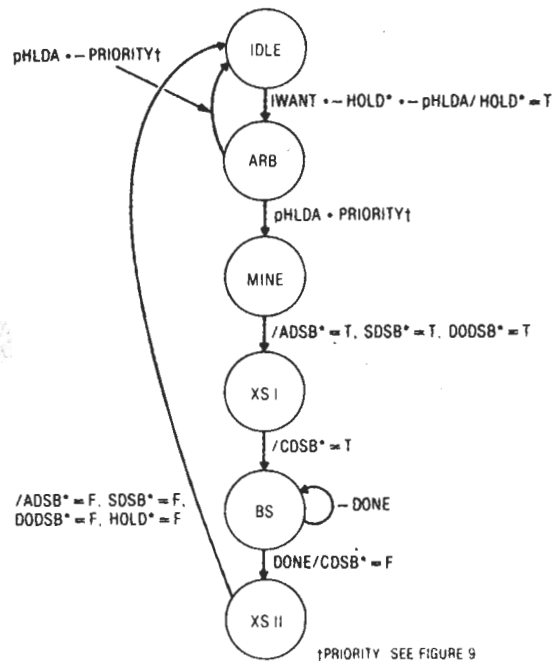 IDLE
pHLDA • – PRIORITY†
IWANT • – HOLD* • – pHLDA / HOLD* = T
ARB
pHLDA • PRIORITY†
MINE
/ADSB* = T, SDSB* = T, DODSB* = T
XS I
/CDSB* = T
/ADSB* = F, SDSB* = F,
DODSB* = F, HOLD* = F
BS
– DONE
DONE/CDSB* = F
XS II
†PRIORITY SEE FIGURE 9